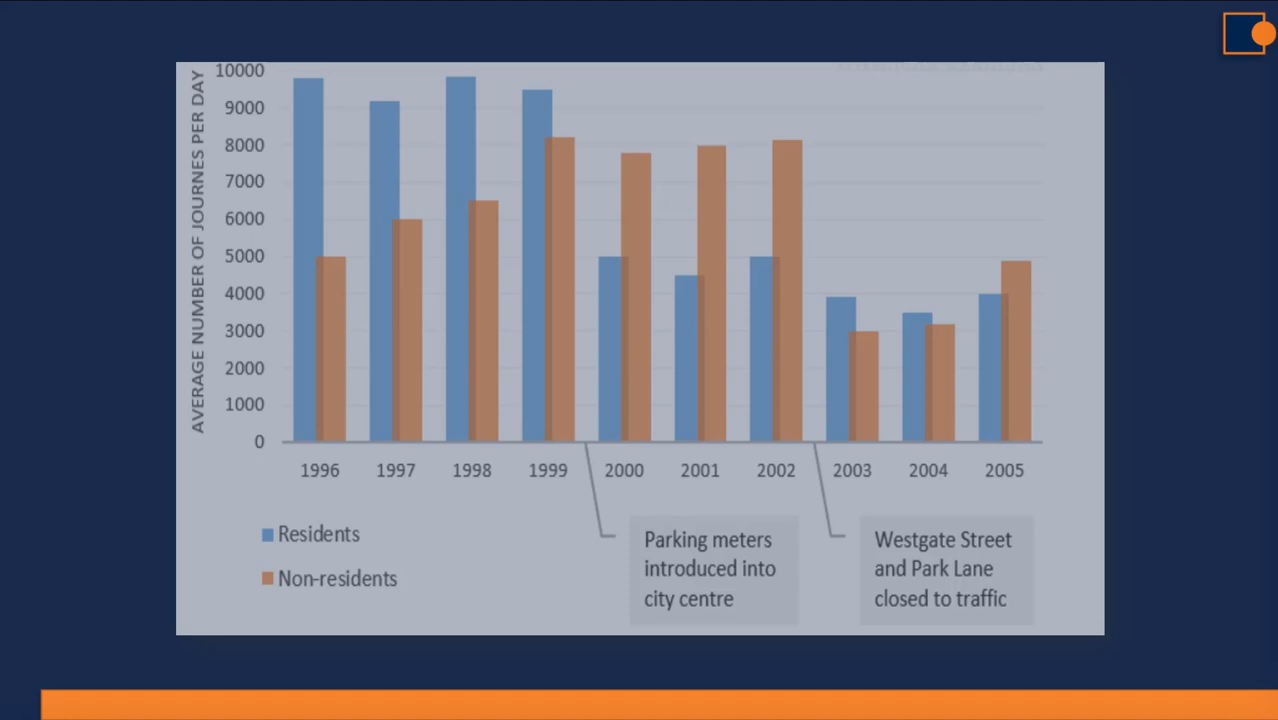 AVERAGE NUMBER OF JOURNES PER DAY
10000
9000
8000
7000
6000
5000
4000
3000
2000
1000
0
1996 1997 1998 1999 2000 2001 2002 2003 2004 2005
Residents
Non-residents
Parking meters
introduced into
city centre
Westgate Street
and Park Lane
closed to traffic